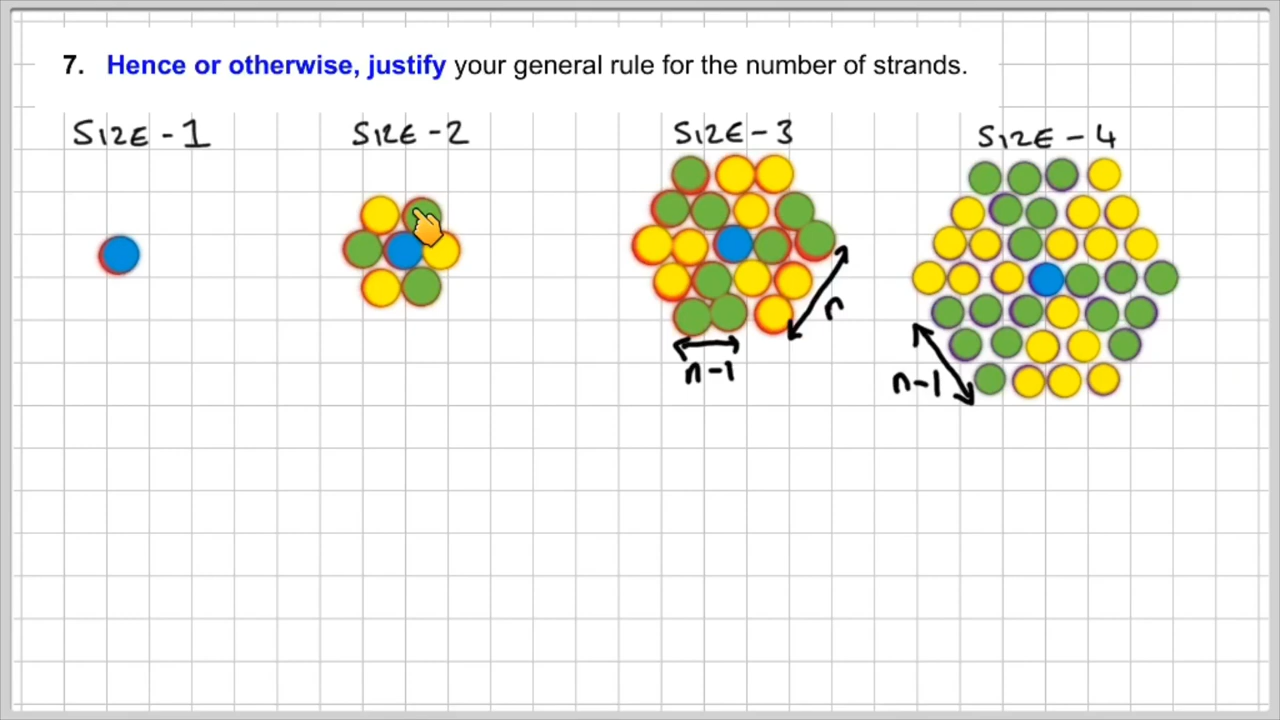 7. Hence or otherwise, justify your general rule for the number of strands.
SIZE-1 SIZE-2 SIZE-3 SIZE-4
n
n-1 n-1